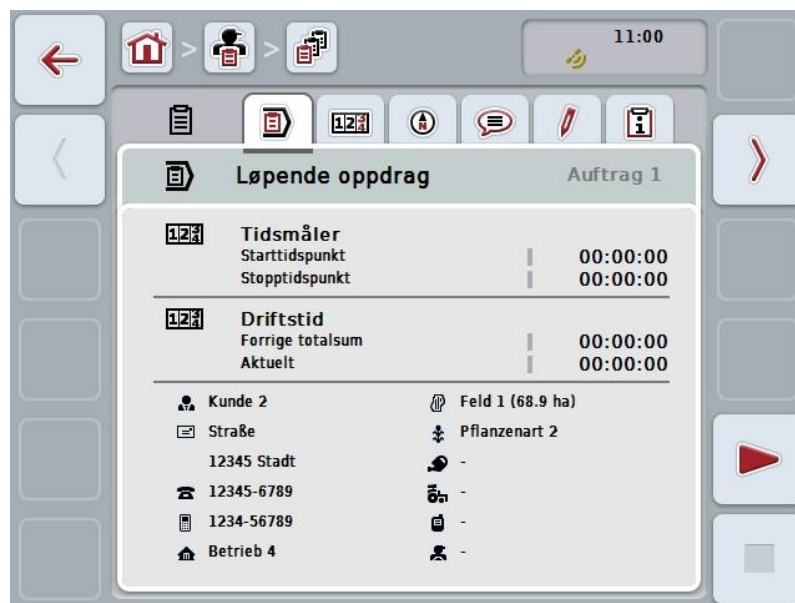 11:00
Løpende oppdrag Auftrag 1
Tidsmåler
Starttidspunkt 00:00:00
Stopptidspunkt 00:00:00
Driftstid
Forrige totalsum 00:00:00
Aktuelt 00:00:00
Kunde 2 Feld 1 (68.9 ha)
Straße Pflanzenart 2
12345 Stadt -
12345-6789 -
1234-56789 -
Betrieb 4 -